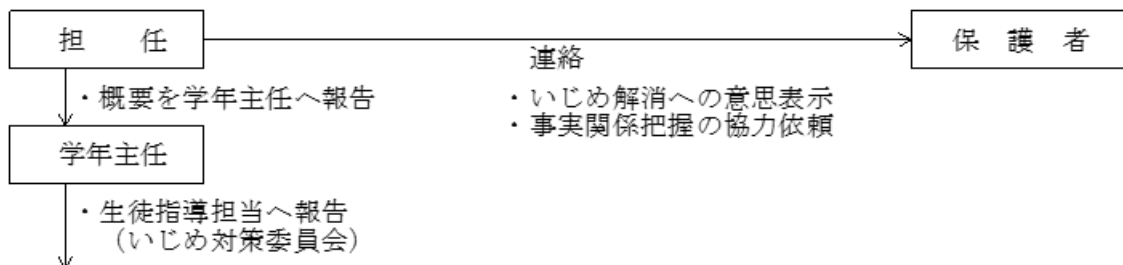 担　任
保　護　者
連絡
・概要を学年主任へ報告
・いじめ解消への意思表示
・事実関係把握の協力依頼
学年主任
・生徒指導担当へ報告
（いじめ対策委員会）